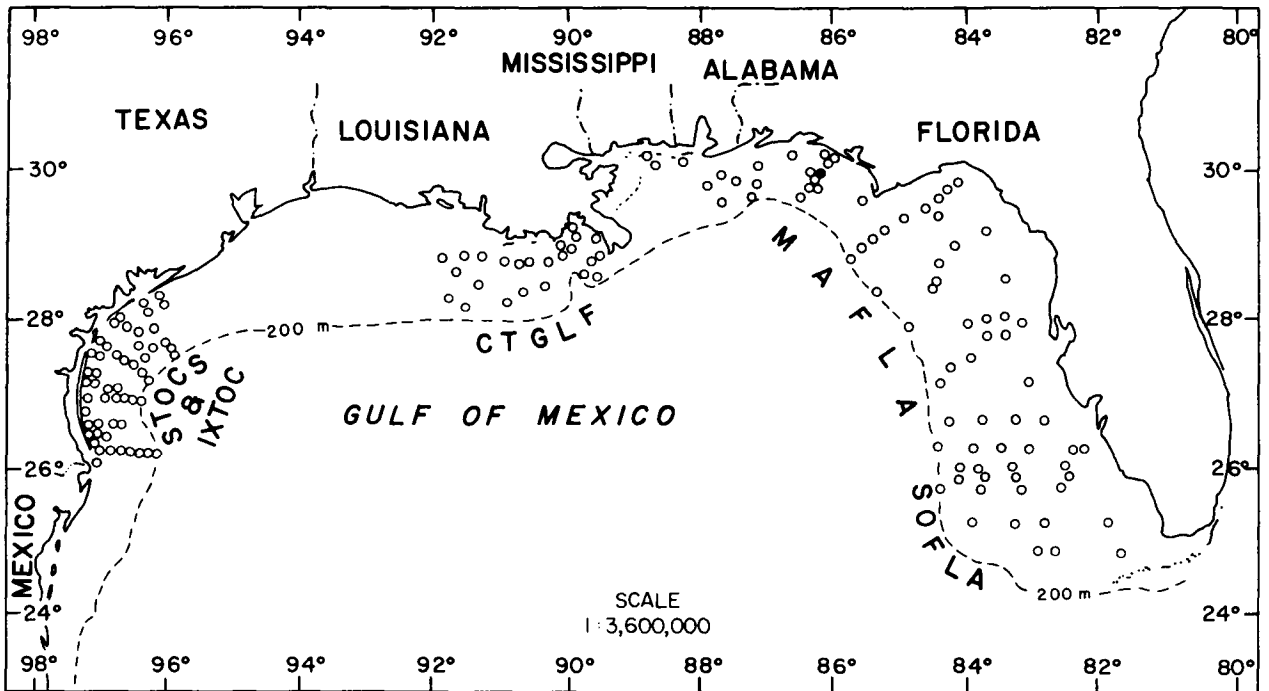 98° 96° 94° 92° 90° 88° 86° 84° 82° 80°
MISSISSIPPI ALABAMA
TEXAS LOUISIANA FLORIDA
30° 30°
MAFLA
28° 28°
200 m
CTGLF
STOCS
&
IXTOC
GULF OF MEXICO
26° 26°
MEXICO
SOFLA
200 m
SCALE
1:3,600,000
24° 24°
98° 96° 94° 92° 90° 88° 86° 84° 82° 80°